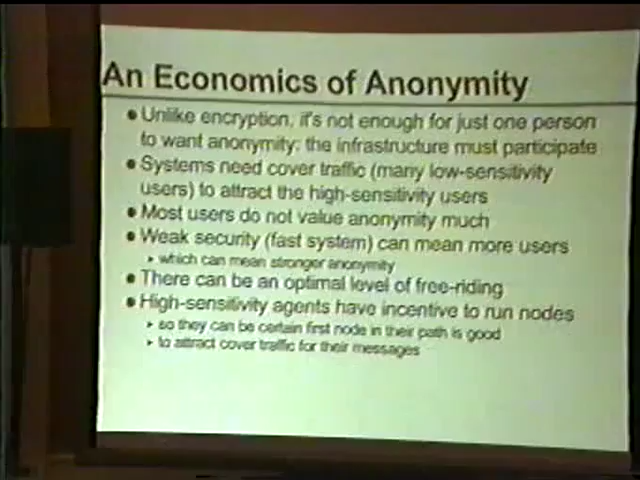 An Economics of Anonymity
● Unlike encryption, it's not enough for just one person
to want anonymity; the infrastructure must participate
● Systems need cover traffic (many low-sensitivity
users) to attract the high-sensitivity users
● Most users do not value anonymity much
● Weak security (fast system) can mean more users
‣ which can mean stronger anonymity
● There can be an optimal level of free-riding
● High-sensitivity agents have incentive to run nodes
‣ so they can be certain first node in their path is good
‣ to attract cover traffic for their messages